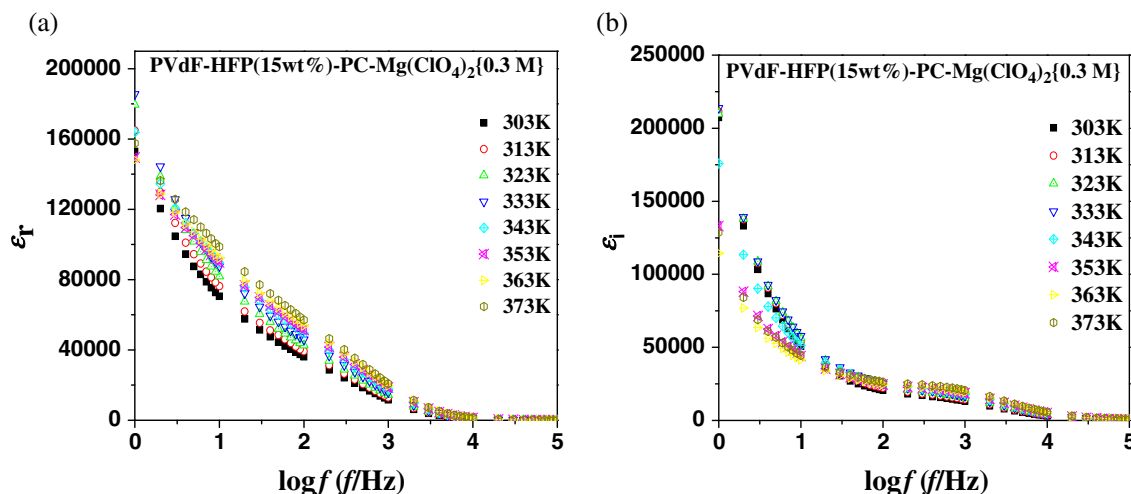 (a)
PVdF-HFP(15wt%)-PC-Mg(ClO₄)₂{0.3 M}
200000
160000
120000
80000
40000
0
εr
303K
313K
323K
333K
343K
353K
363K
373K
0 1 2 3 4 5
logf (f/Hz)
(b)
PVdF-HFP(15wt%)-PC-Mg(ClO₄)₂{0.3 M}
250000
200000
150000
100000
50000
0
εi
303K
313K
323K
333K
343K
353K
363K
373K
0 1 2 3 4 5
logf (f/Hz)